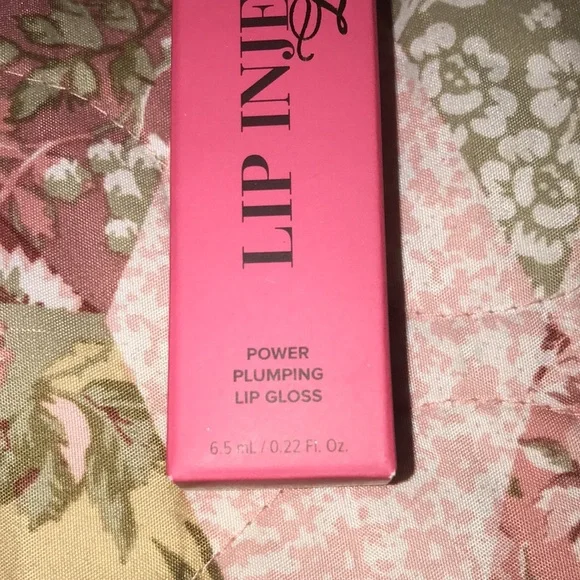 LIP INJE
POWER
PLUMPING
LIP GLOSS
6.5 mL / 0.22 Fl. Oz.